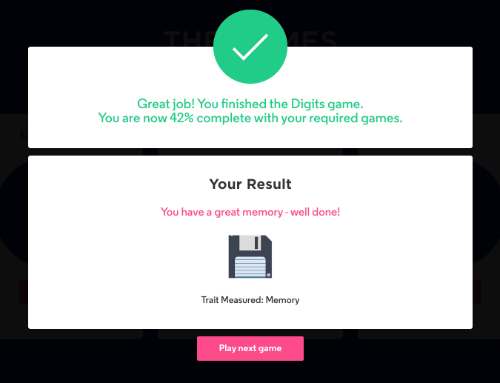 Great job! You finished the Digits game.
You are now 42% complete with your required games.
Your Result
You have a great memory - well done!
Trait Measured: Memory
Play next game